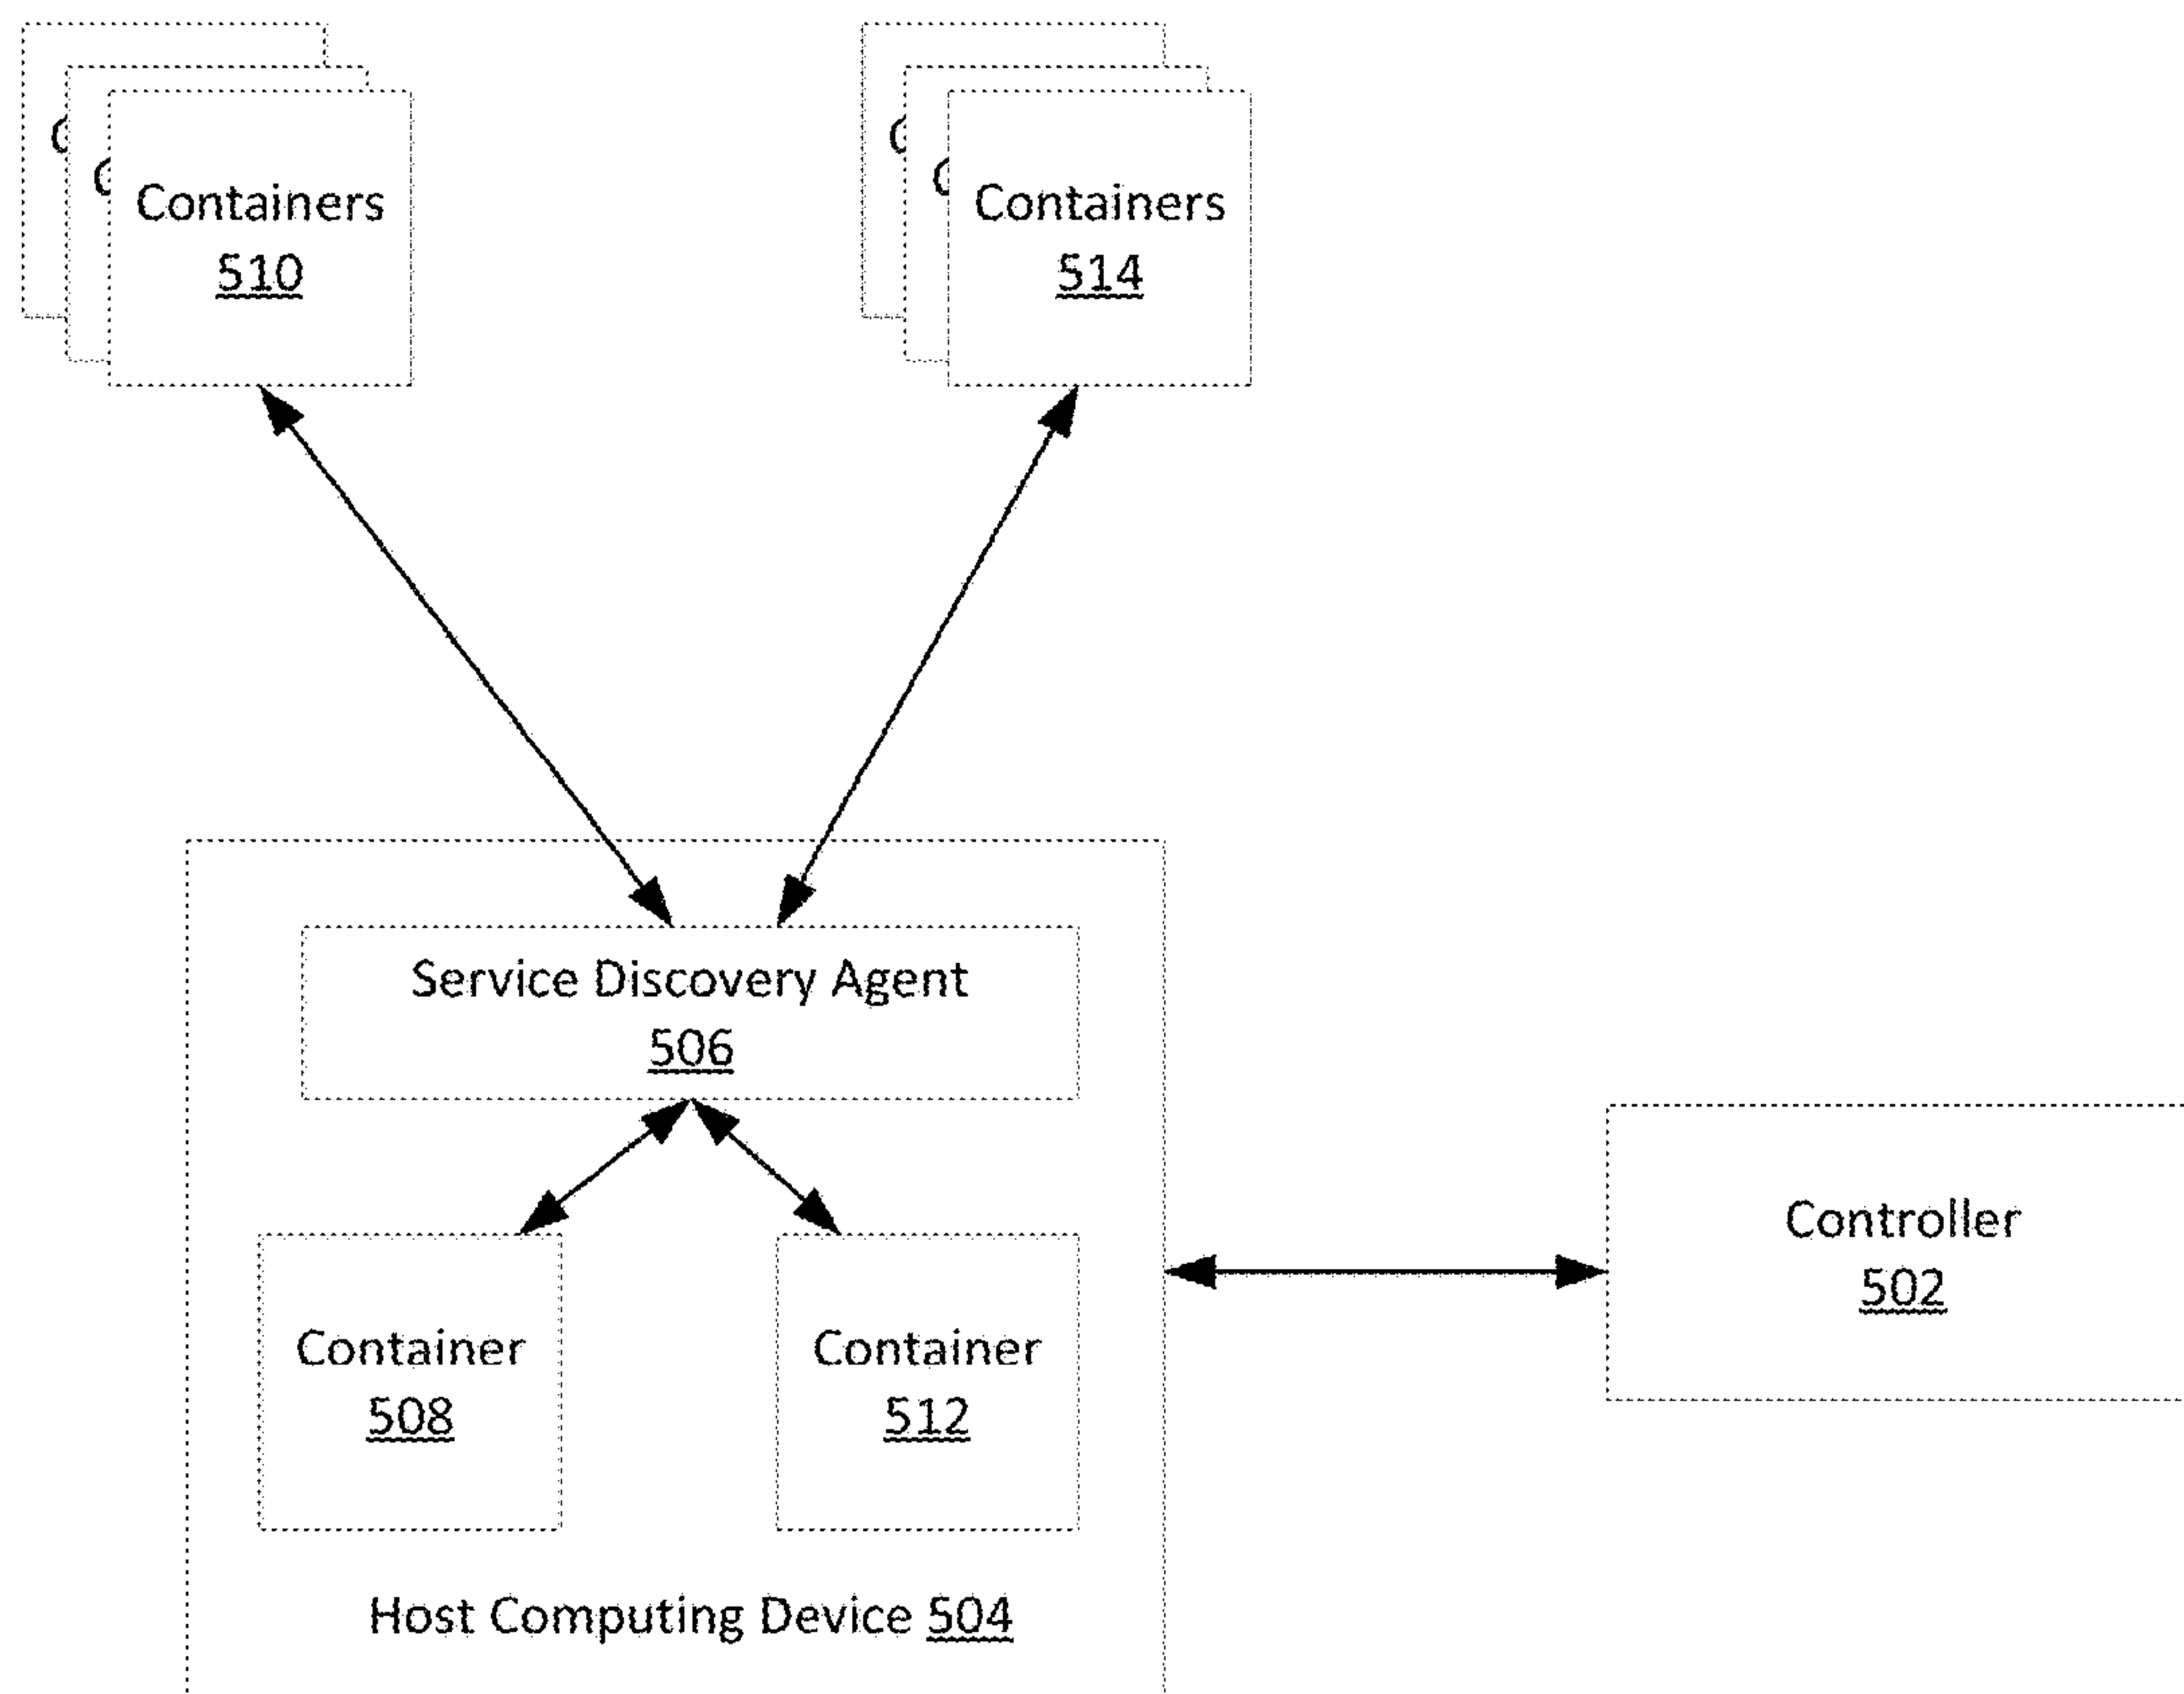 Containers
510
Containers
514
Service Discovery Agent
506
Container
508
Container
512
Host Computing Device 504
Controller
502